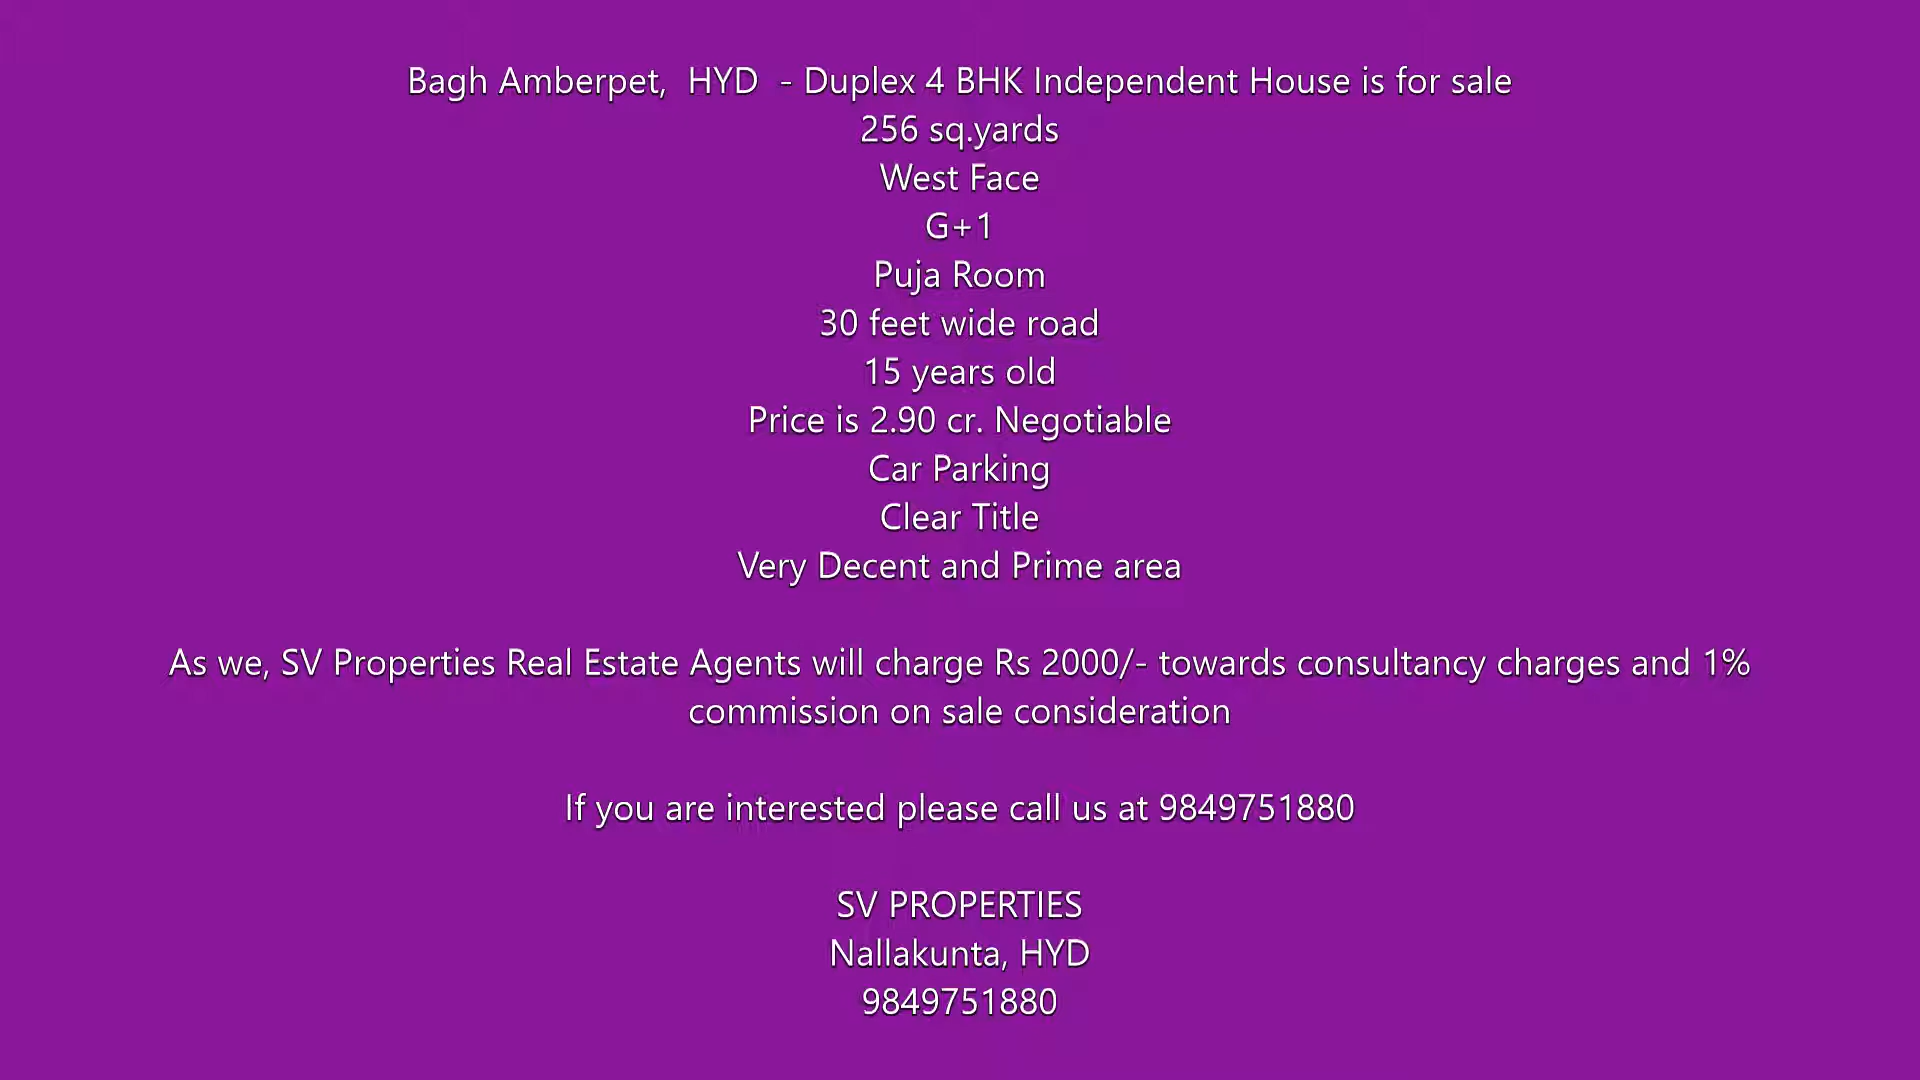 Bagh Amberpet,  HYD  - Duplex 4 BHK Independent House is for sale
256 sq.yards
West Face
G+1
Puja Room
30 feet wide road
15 years old
Price is 2.90 cr. Negotiable
Car Parking
Clear Title
Very Decent and Prime area
As we, SV Properties Real Estate Agents will charge Rs 2000/- towards consultancy charges and 1%
commission on sale consideration
If you are interested please call us at 9849751880
SV PROPERTIES
Nallakunta, HYD
9849751880